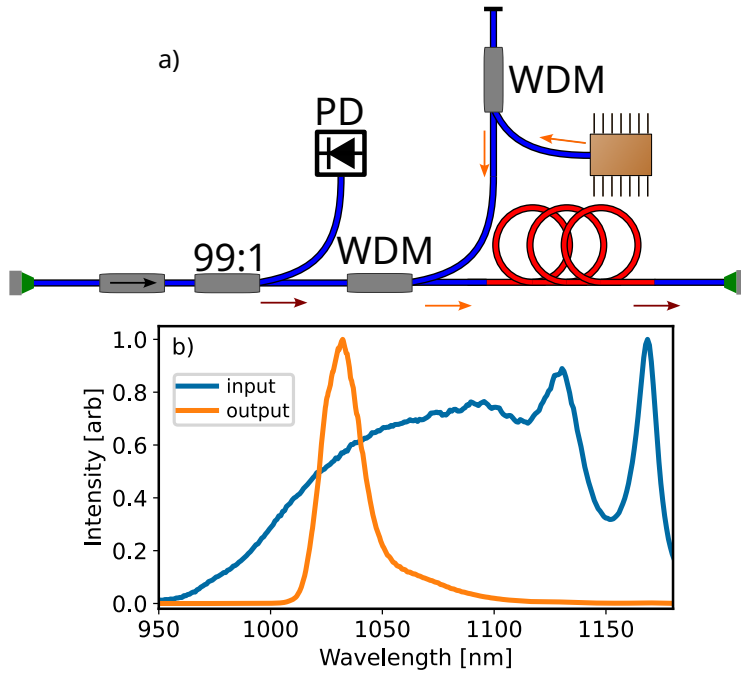 a)
WDM
PD
99:1
WDM
b)
input
output
Intensity [arb]
1.0
0.8
0.6
0.4
0.2
0.0
950
1000
1050
1100
1150
Wavelength [nm]